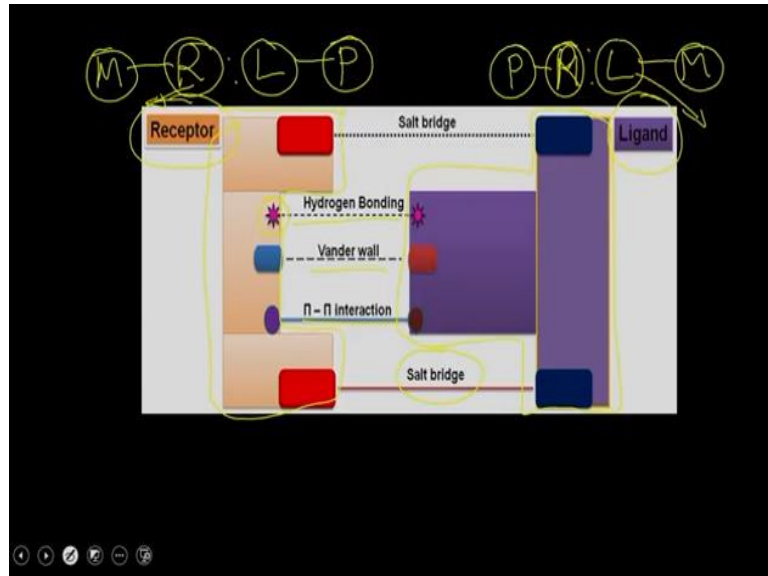 M R : L P P R : L M
Receptor Salt bridge Ligand
Hydrogen Bonding
Vander wall
Π – Π interaction
Salt bridge